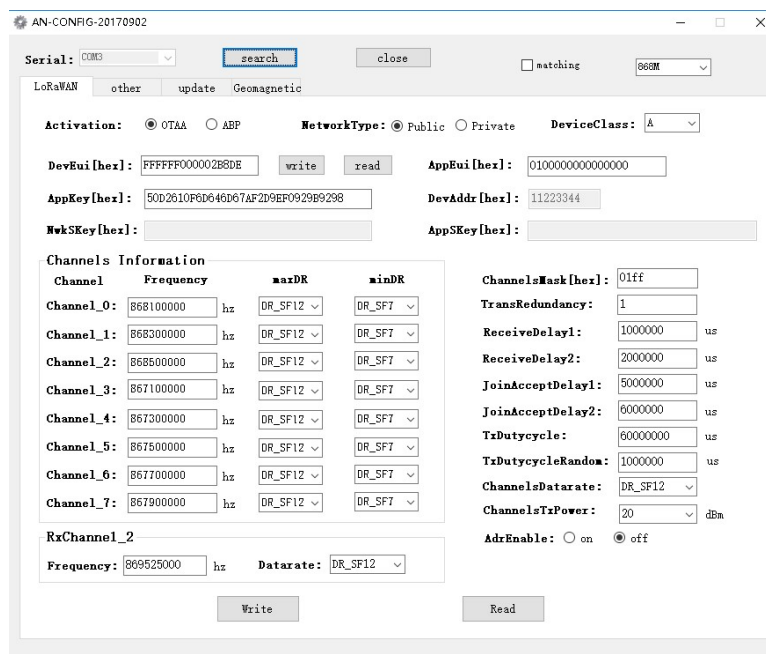 AN-CONFIG-20170902
Serial: COM3 search close matching 868M
LoRaWAN other update Geomagnetic
Activation: OTAA ABP NetworkType: Public Private DeviceClass: A
DevEui[hex]: FFFFFF000002B8DE write read AppEui[hex]: 0100000000000000
AppKey[hex]: 50D2610F6D646D67AF2D9EF0929B9298 DevAddr[hex]: 11223344
NwkSKey[hex]: AppSKey[hex]:
Channels Information
Channel Frequency maxDR minDR ChannelsMask[hex]: 01ff
Channel_0: 868100000 hz DR_SF12 DR_SF7 TransRedundancy: 1
Channel_1: 868300000 hz DR_SF12 DR_SF7 ReceiveDelay1: 1000000 us
Channel_2: 868500000 hz DR_SF12 DR_SF7 ReceiveDelay2: 2000000 us
Channel_3: 867100000 hz DR_SF12 DR_SF7 JoinAcceptDelay1: 5000000 us
Channel_4: 867300000 hz DR_SF12 DR_SF7 JoinAcceptDelay2: 6000000 us
Channel_5: 867500000 hz DR_SF12 DR_SF7 TxDutycycle: 60000000 us
Channel_6: 867700000 hz DR_SF12 DR_SF7 TxDutycycleRandom: 1000000 us
Channel_7: 867900000 hz DR_SF12 DR_SF7 ChannelsDatarate: DR_SF12
ChannelsTxPower: 20 dBm
RxChannel_2 AdrEnable: on off
Frequency: 869525000 hz Datarate: DR_SF12
Write Read